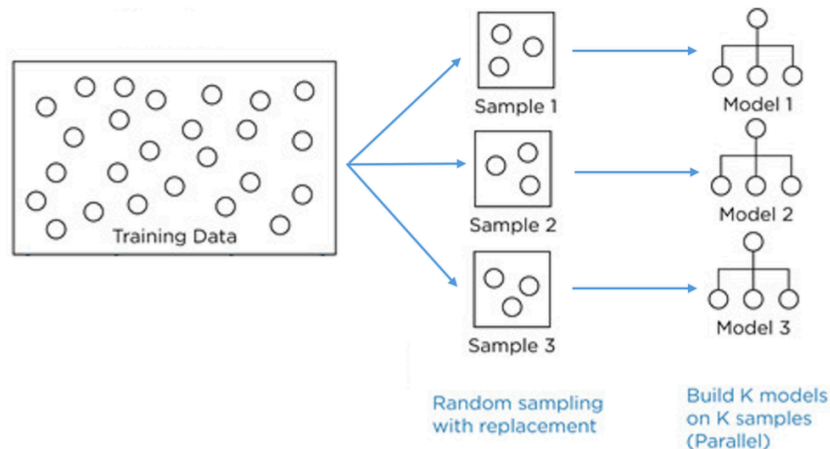 Training Data
Sample 1
Model 1
Sample 2
Model 2
Sample 3
Model 3
Random sampling
with replacement
Build K models
on K samples
(Parallel)